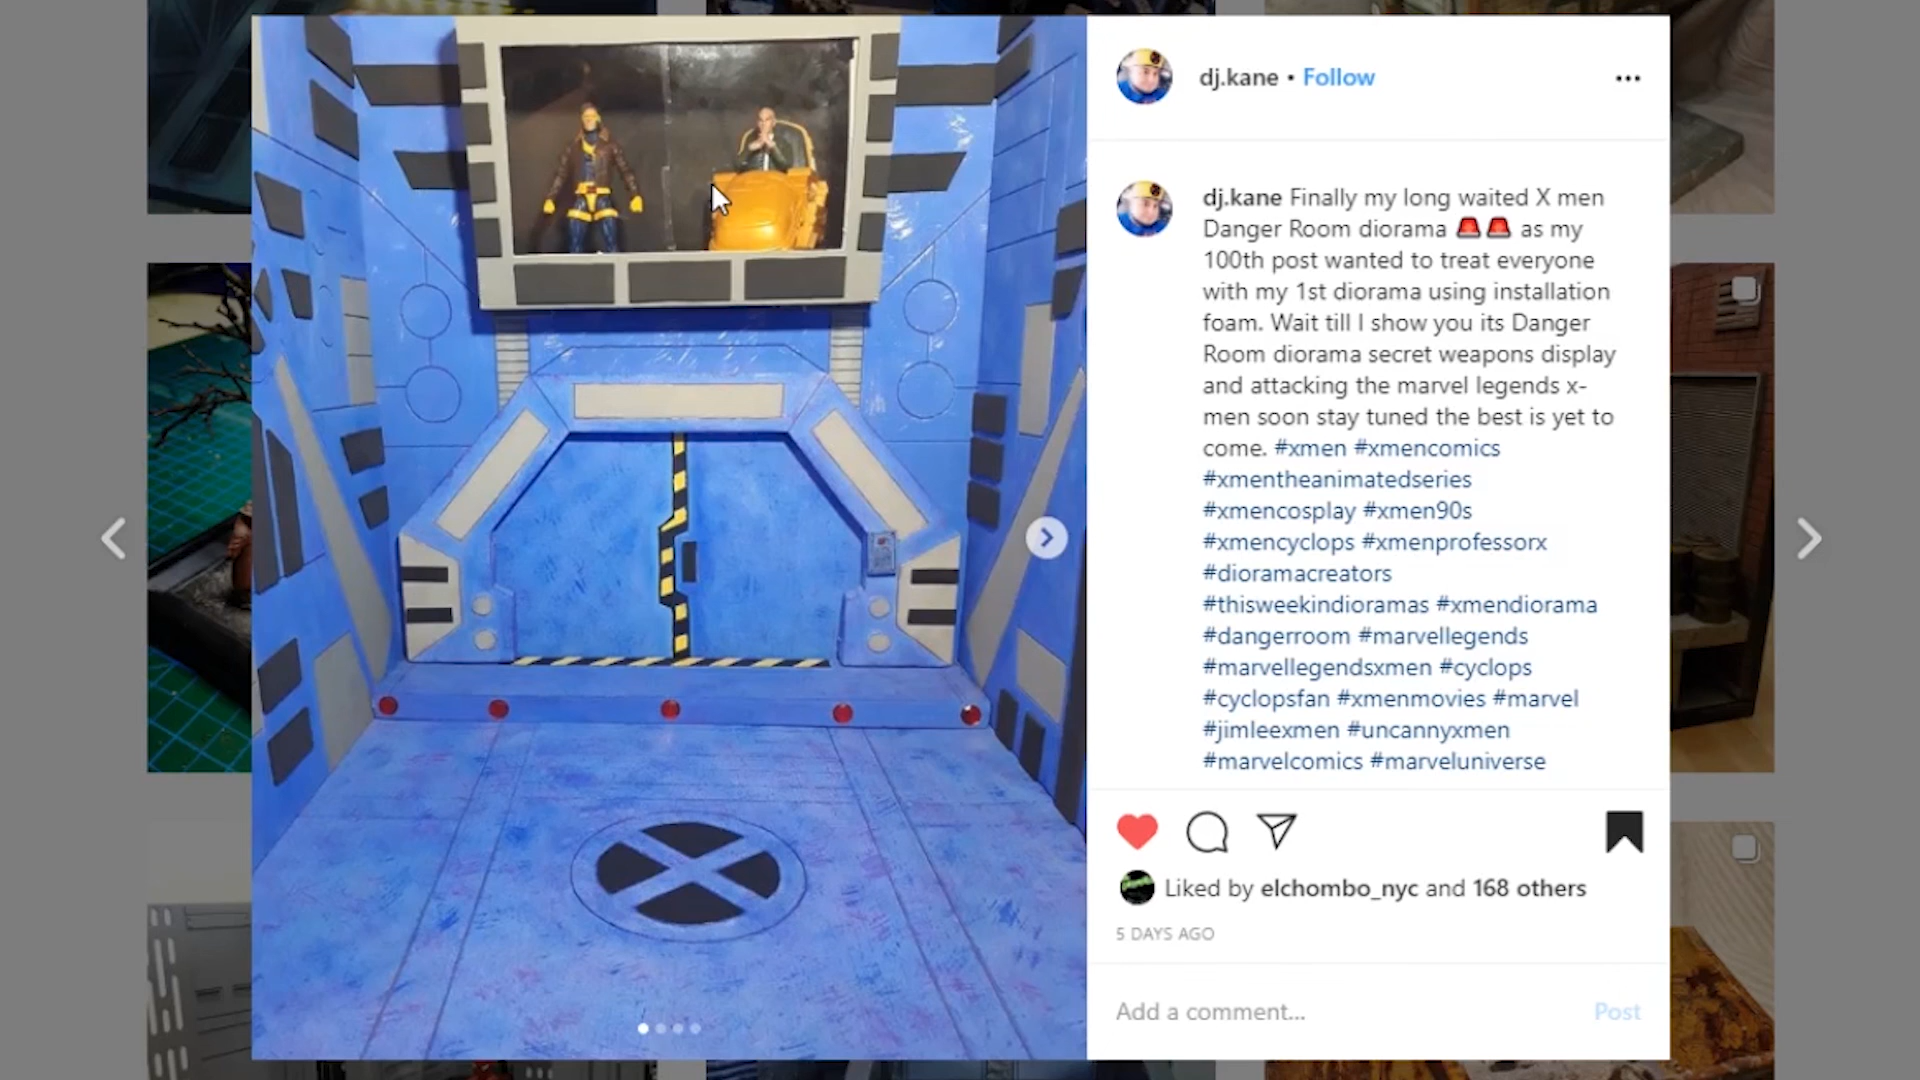 dj.kane • Follow
dj.kane Finally my long waited X men
Danger Room diorama 🚨🚨 as my
100th post wanted to treat everyone
with my 1st diorama using installation
foam. Wait till I show you its Danger
Room diorama secret weapons display
and attacking the marvel legends x-
men soon stay tuned the best is yet to
come. #xmen #xmencomics
#xmentheanimatedseries
#xmencosplay #xmen90s
#xmencyclops #xmenprofessorx
#dioramacreators
#thisweekindioramas #xmendiorama
#dangerroom #marvellegends
#marvellegendsxmen #cyclops
#cyclopsfan #xmenmovies #marvel
#jimleexmen #uncannyxmen
#marvelcomics #marveluniverse
Liked by elchombo_nyc and 168 others
5 DAYS AGO
Add a comment...
Post